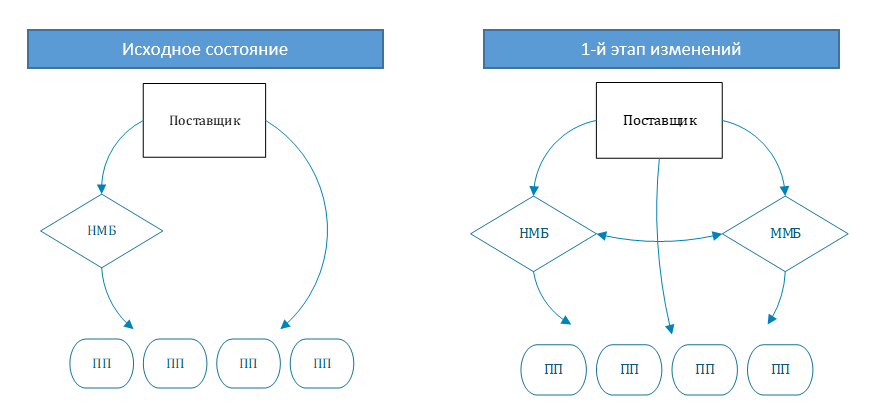 Исходное состояние
1-й этап изменений
Поставщик
Поставщик
НМБ
НМБ
ММБ
ПП
ПП
ПП
ПП
ПП
ПП
ПП
ПП